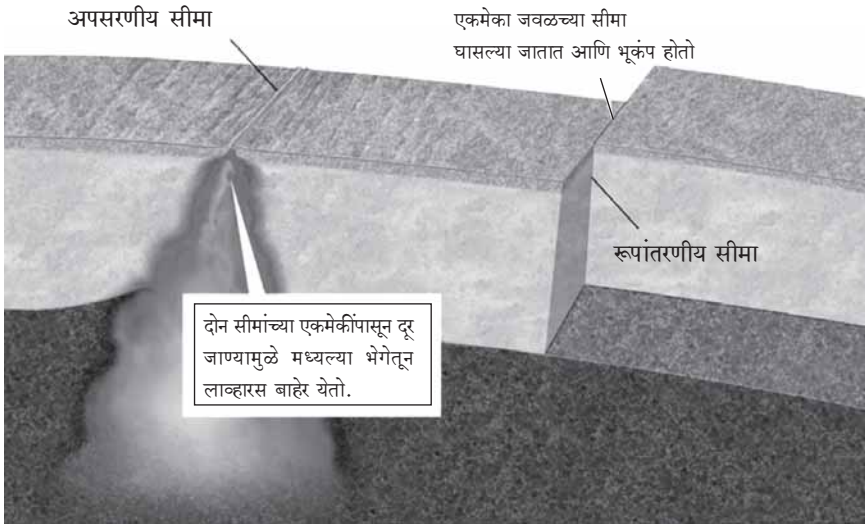 अपसरणीय सीमा
एकमेका जवळच्या सीमा
घासल्या जातात आणि भूकंप होतो
रूपांतरणीय सीमा
दोन सीमांच्या एकमेकींपासून दूर
जाण्यामुळे मध्यल्या भेगेतून
लाव्हारस बाहेर येतो.